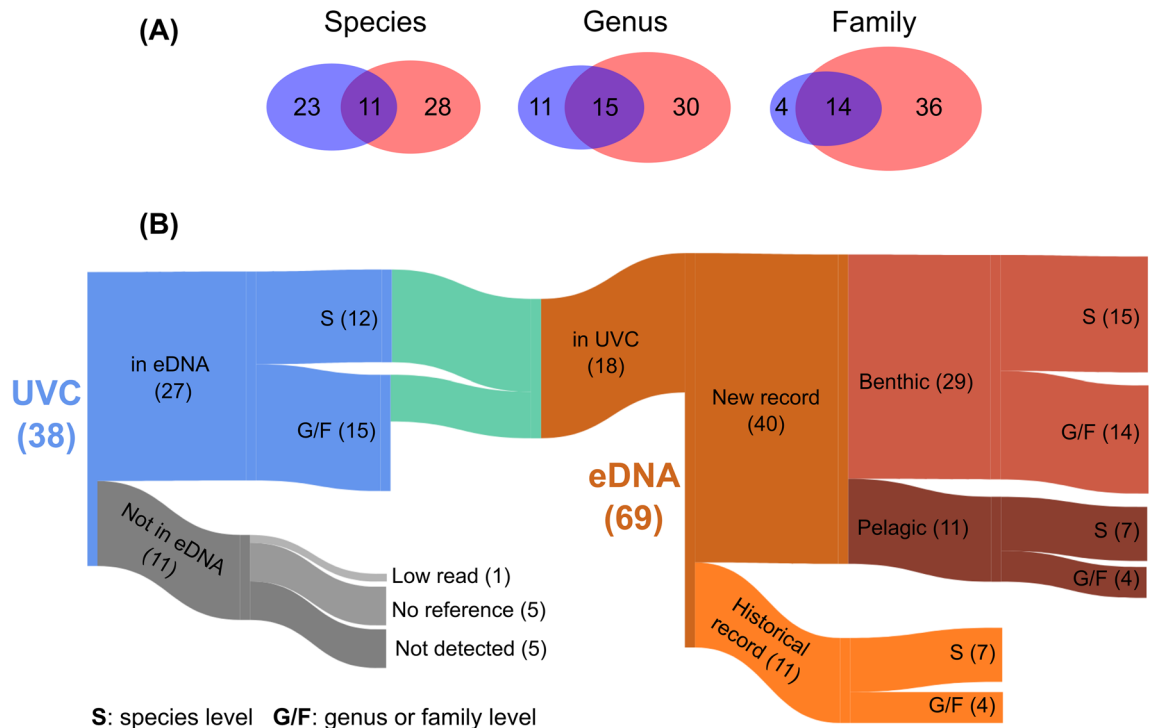 (A)
Species
Genus
Family
23 11 28
11 15 30
4 14 36
(B)
UVC
(38)
in eDNA
(27)
S (12)
G/F (15)
Not in eDNA
(11)
Low read (1)
No reference (5)
Not detected (5)
in UVC
(18)
eDNA
(69)
New record
(40)
Benthic (29)
S (15)
G/F (14)
Pelagic (11)
S (7)
G/F (4)
Historical
record (11)
S (7)
G/F (4)
S: species level G/F: genus or family level